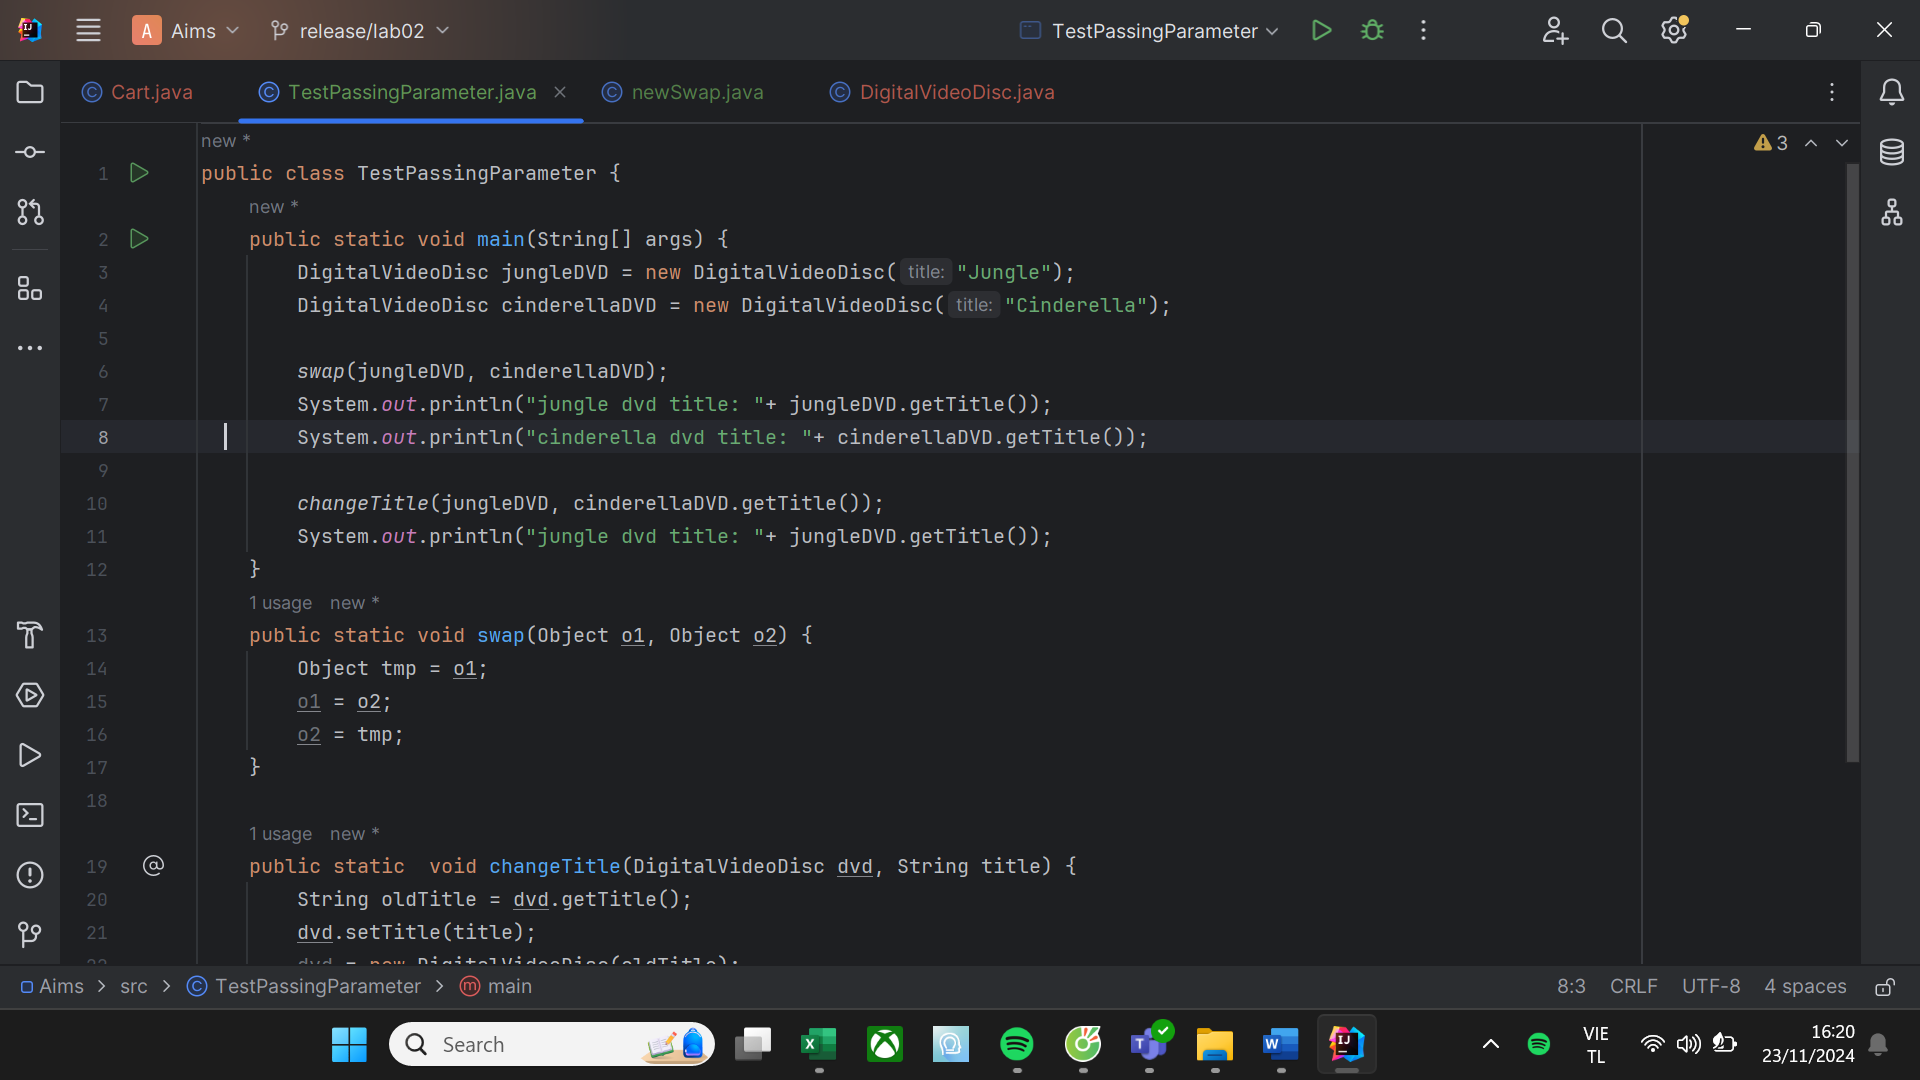 A Aims release/lab02 TestPassingParameter
Cart.java TestPassingParameter.java newSwap.java DigitalVideoDisc.java
new * 3
1 public class TestPassingParameter {
new *
2 public static void main(String[] args) {
3 DigitalVideoDisc jungleDVD = new DigitalVideoDisc( title: "Jungle");
4 DigitalVideoDisc cinderellaDVD = new DigitalVideoDisc( title: "Cinderella");
5
6 swap(jungleDVD, cinderellaDVD);
7 System.out.println("jungle dvd title: "+ jungleDVD.getTitle());
8 System.out.println("cinderella dvd title: "+ cinderellaDVD.getTitle());
9
10 changeTitle(jungleDVD, cinderellaDVD.getTitle());
11 System.out.println("jungle dvd title: "+ jungleDVD.getTitle());
12 }
1 usage new *
13 public static void swap(Object o1, Object o2) {
14 Object tmp = o1;
15 o1 = o2;
16 o2 = tmp;
17 }
18
1 usage new *
19 public static  void changeTitle(DigitalVideoDisc dvd, String title) {
20 String oldTitle = dvd.getTitle();
21 dvd.setTitle(title);
22 dvd = new DigitalVideoDisc(oldTitle);
Aims > src > TestPassingParameter > main 8:3 CRLF UTF-8 4 spaces
Search VIE 16:20
TL 23/11/2024